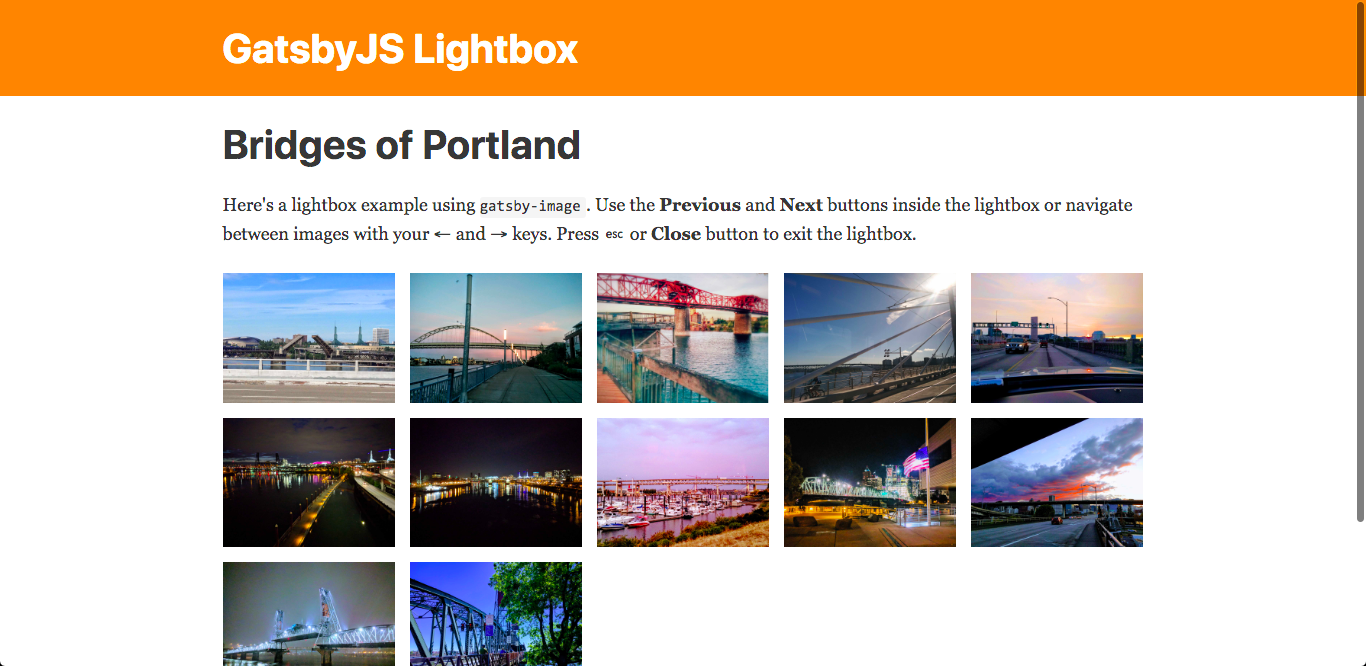 GatsbyJS Lightbox
Bridges of Portland
Here's a lightbox example using gatsby-image . Use the Previous and Next buttons inside the lightbox or navigate
between images with your ← and → keys. Press esc or Close button to exit the lightbox.